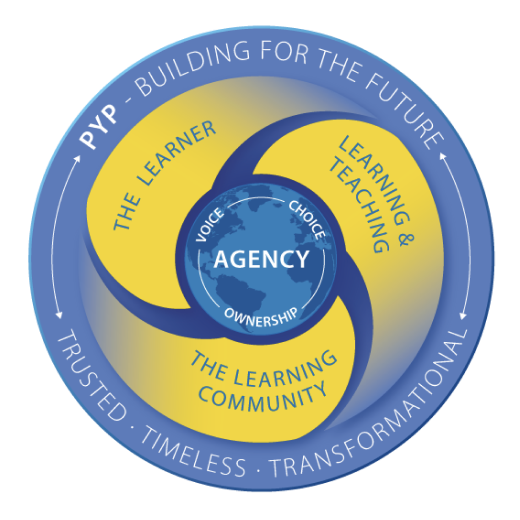 PYP - BUILDING FOR THE FUTURE
THE LEARNER
LEARNING &
TEACHING
VOICE
CHOICE
AGENCY
OWNERSHIP
THE LEARNING
COMMUNITY
TRUSTED · TIMELESS · TRANSFORMATIONAL